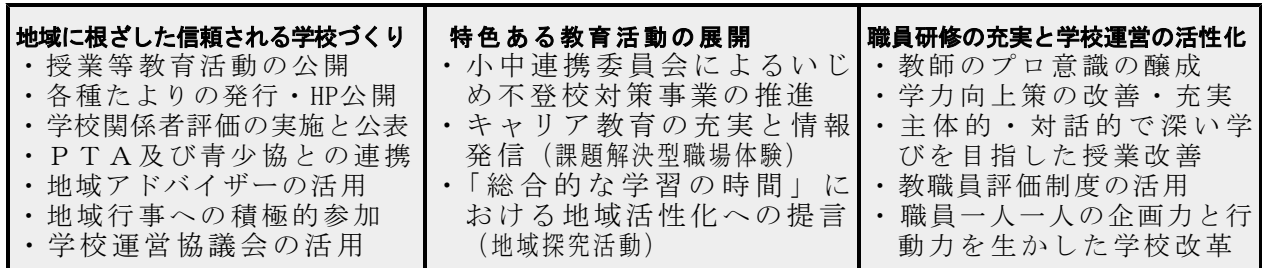 地域に根ざした信頼される学校づくり
・授業等教育活動の公開
・各種たよりの発行・HP公開
・学校関係者評価の実施と公表
・ＰＴＡ及び青少協との連携
・地域アドバイザーの活用
・地域行事への積極的参加
・学校運営協議会の活用
特色ある教育活動の展開
・小中連携委員会によるいじ
め不登校対策事業の推進
・キャリア教育の充実と情報
発信（課題解決型職場体験）
・「総合的な学習の時間」に
おける地域活性化への提言
（地域探究活動）
職員研修の充実と学校運営の活性化
・教師のプロ意識の醸成
・学力向上策の改善・充実
・主体的・対話的で深い学
びを目指した授業改善
・教職員評価制度の活用
・職員一人一人の企画力と行
動力を生かした学校改革